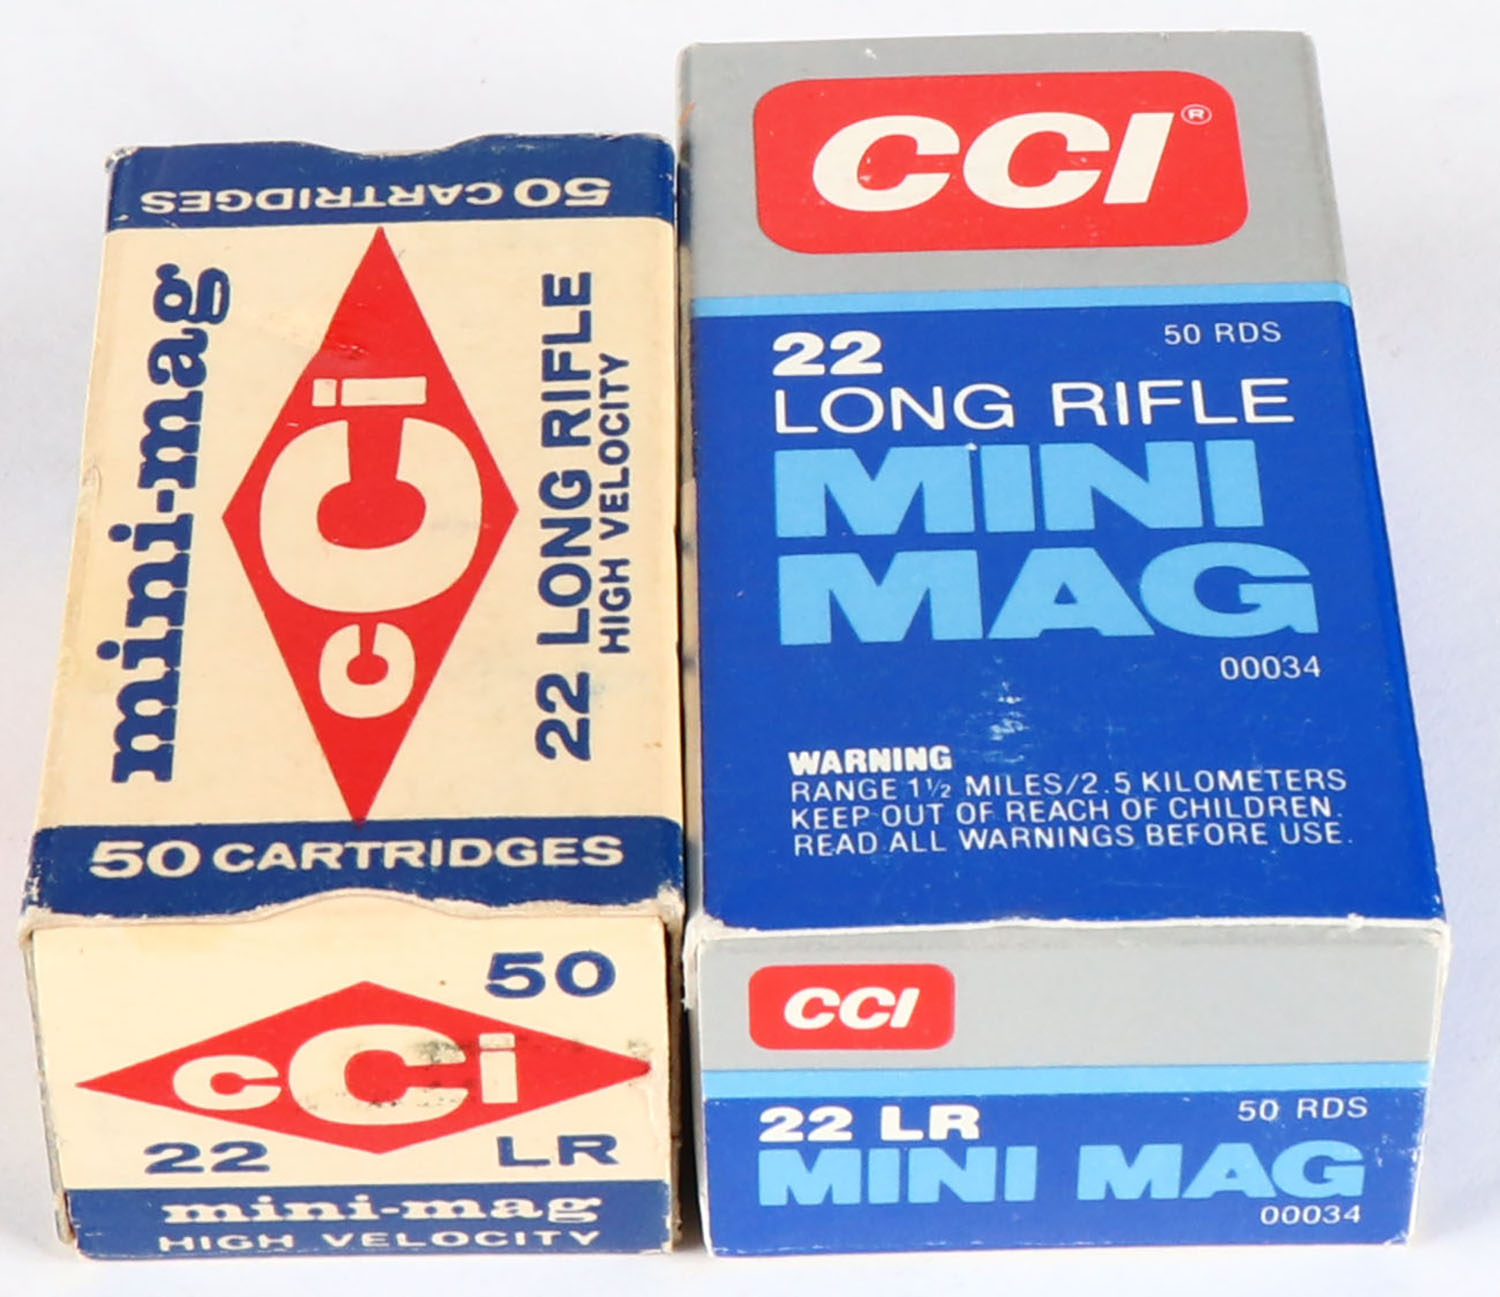 50 CARTRIDGES
mini-mag
cCi
22 LONG RIFLE
HIGH VELOCITY
50 CARTRIDGES
50
cCi
22 LR
mini-mag
HIGH VELOCITY
CCI®
22 50 RDS
LONG RIFLE
MINI
MAG
00034
WARNING
RANGE 1½ MILES/2.5 KILOMETERS
KEEP OUT OF REACH OF CHILDREN.
READ ALL WARNINGS BEFORE USE.
CCI
22 LR 50 RDS
MINI MAG
00034